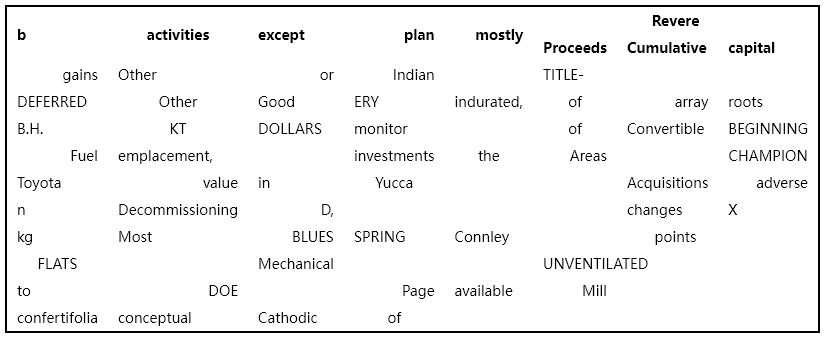 Revere
b activities except plan mostly Proceeds Cumulative capital
gains Other or Indian TITLE-
DEFERRED Other Good ERY indurated, of array roots
B.H. KT DOLLARS monitor of Convertible BEGINNING
Fuel emplacement, investments the Areas CHAMPION
Toyota value in Yucca Acquisitions adverse
n Decommissioning D, changes X
kg Most BLUES SPRING Connley points
FLATS Mechanical UNVENTILATED
to DOE Page available Mill
confertifolia conceptual Cathodic of